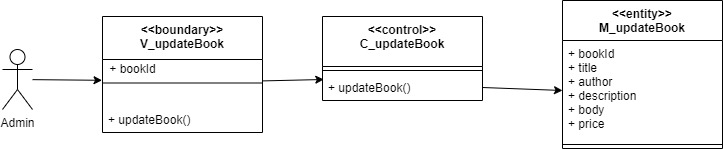 Admin
<<boundary>>
V_updateBook
+ bookId
+ updateBook()
<<control>>
C_updateBook
+ updateBook()
<<entity>>
M_updateBook
+ bookId
+ title
+ author
+ description
+ body
+ price